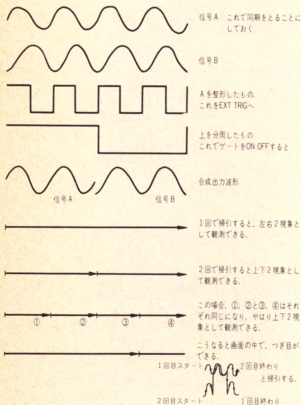 信号A これで同期をとることに
しておく
信号B
Aを整形したもの.
これをEXT TRIGへ
上を分周したもの
これでゲートをON OFFすると
合成出力波形
信号A
信号B
1回で掃引すると、左右2現象と
して観測できる.
2回で掃引すると上下2現象とし
て観測できる.
この場合、①、②と③、④はそれ
ぞれ同じになり、やはり上下2現
象として観測できる.
① ② ③ ④
こうなると画面の中で、つぎ目が
できる.
1回目スタート 2回目終わり
と掃引する.
2回目スタート 1回目終わり